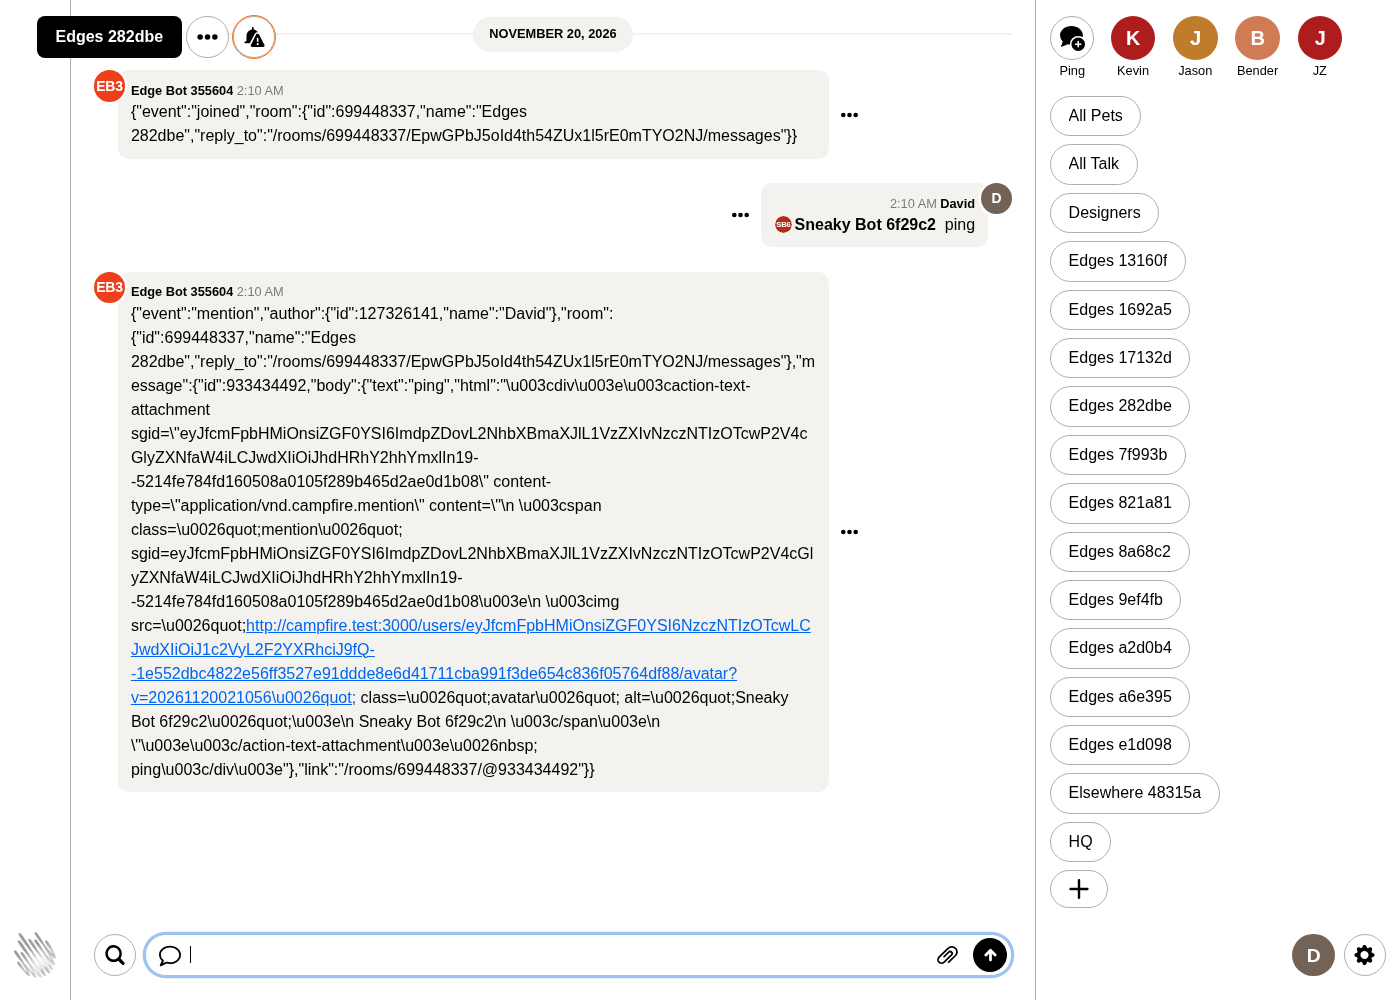 Edges 282dbe
NOVEMBER 20, 2026
EB3
Edge Bot 355604 2:10 AM
{"event":"joined","room":{"id":699448337,"name":"Edges
282dbe","reply_to":"/rooms/699448337/EpwGPbJ5old4th54ZUx1l5rE0mTYO2NJ/messages"}}
2:10 AM David
D
SB6 Sneaky Bot 6f29c2 ping
EB3
Edge Bot 355604 2:10 AM
{"event":"mention","author":{"id":127326141,"name":"David"},"room":
{"id":699448337,"name":"Edges
282dbe","reply_to":"/rooms/699448337/EpwGPbJ5old4th54ZUx1l5rE0mTYO2NJ/messages"},"m
essage":{"id":933434492,"body":{"text":"ping","html":"\u003cdiv\u003e\u003caction-text-
attachment
sgid=\"eyJfcmFpbHMiOnsiZGF0YSI6ImdpZDovL2NhbXBmaXJlL1VzZXIvNzczNTIzOTcwP2V4c
GlyZXNfaW4iLCJwdXIiOiJhdHRhY2hhYmxlIn19-
-5214fe784fd160508a0105f289b465d2ae0d1b08\" content-
type=\"application/vnd.campfire.mention\" content=\"\n \u003cspan
class=\u0026quot;mention\u0026quot;
sgid=eyJfcmFpbHMiOnsiZGF0YSI6ImdpZDovL2NhbXBmaXJlL1VzZXIvNzczNTIzOTcwP2V4cGl
yZXNfaW4iLCJwdXIiOiJhdHRhY2hhYmxlIn19-
-5214fe784fd160508a0105f289b465d2ae0d1b08\u003e\n \u003cimg
src=\u0026quot;http://campfire.test:3000/users/eyJfcmFpbHMiOnsiZGF0YSI6NzczNTIzOTcwLC
JwdXIiOiJ1c2VyL2F2YXRhciJ9fQ-
-1e552dbc4822e56ff3527e91ddde8e6d41711cba991f3de654c836f05764df88/avatar?
v=20261120021056\u0026quot; class=\u0026quot;avatar\u0026quot; alt=\u0026quot;Sneaky
Bot 6f29c2\u0026quot;\u003e\n Sneaky Bot 6f29c2\n \u003c/span\u003e\n
\"\u003e\u003c/action-text-attachment\u003e\u0026nbsp;
ping\u003c/div\u003e"},"link":"/rooms/699448337/@933434492"}}
K J B J
Ping Kevin Jason Bender JZ
All Pets
All Talk
Designers
Edges 13160f
Edges 1692a5
Edges 17132d
Edges 282dbe
Edges 7f993b
Edges 821a81
Edges 8a68c2
Edges 9ef4fb
Edges a2d0b4
Edges a6e395
Edges e1d098
Elsewhere 48315a
HQ
D